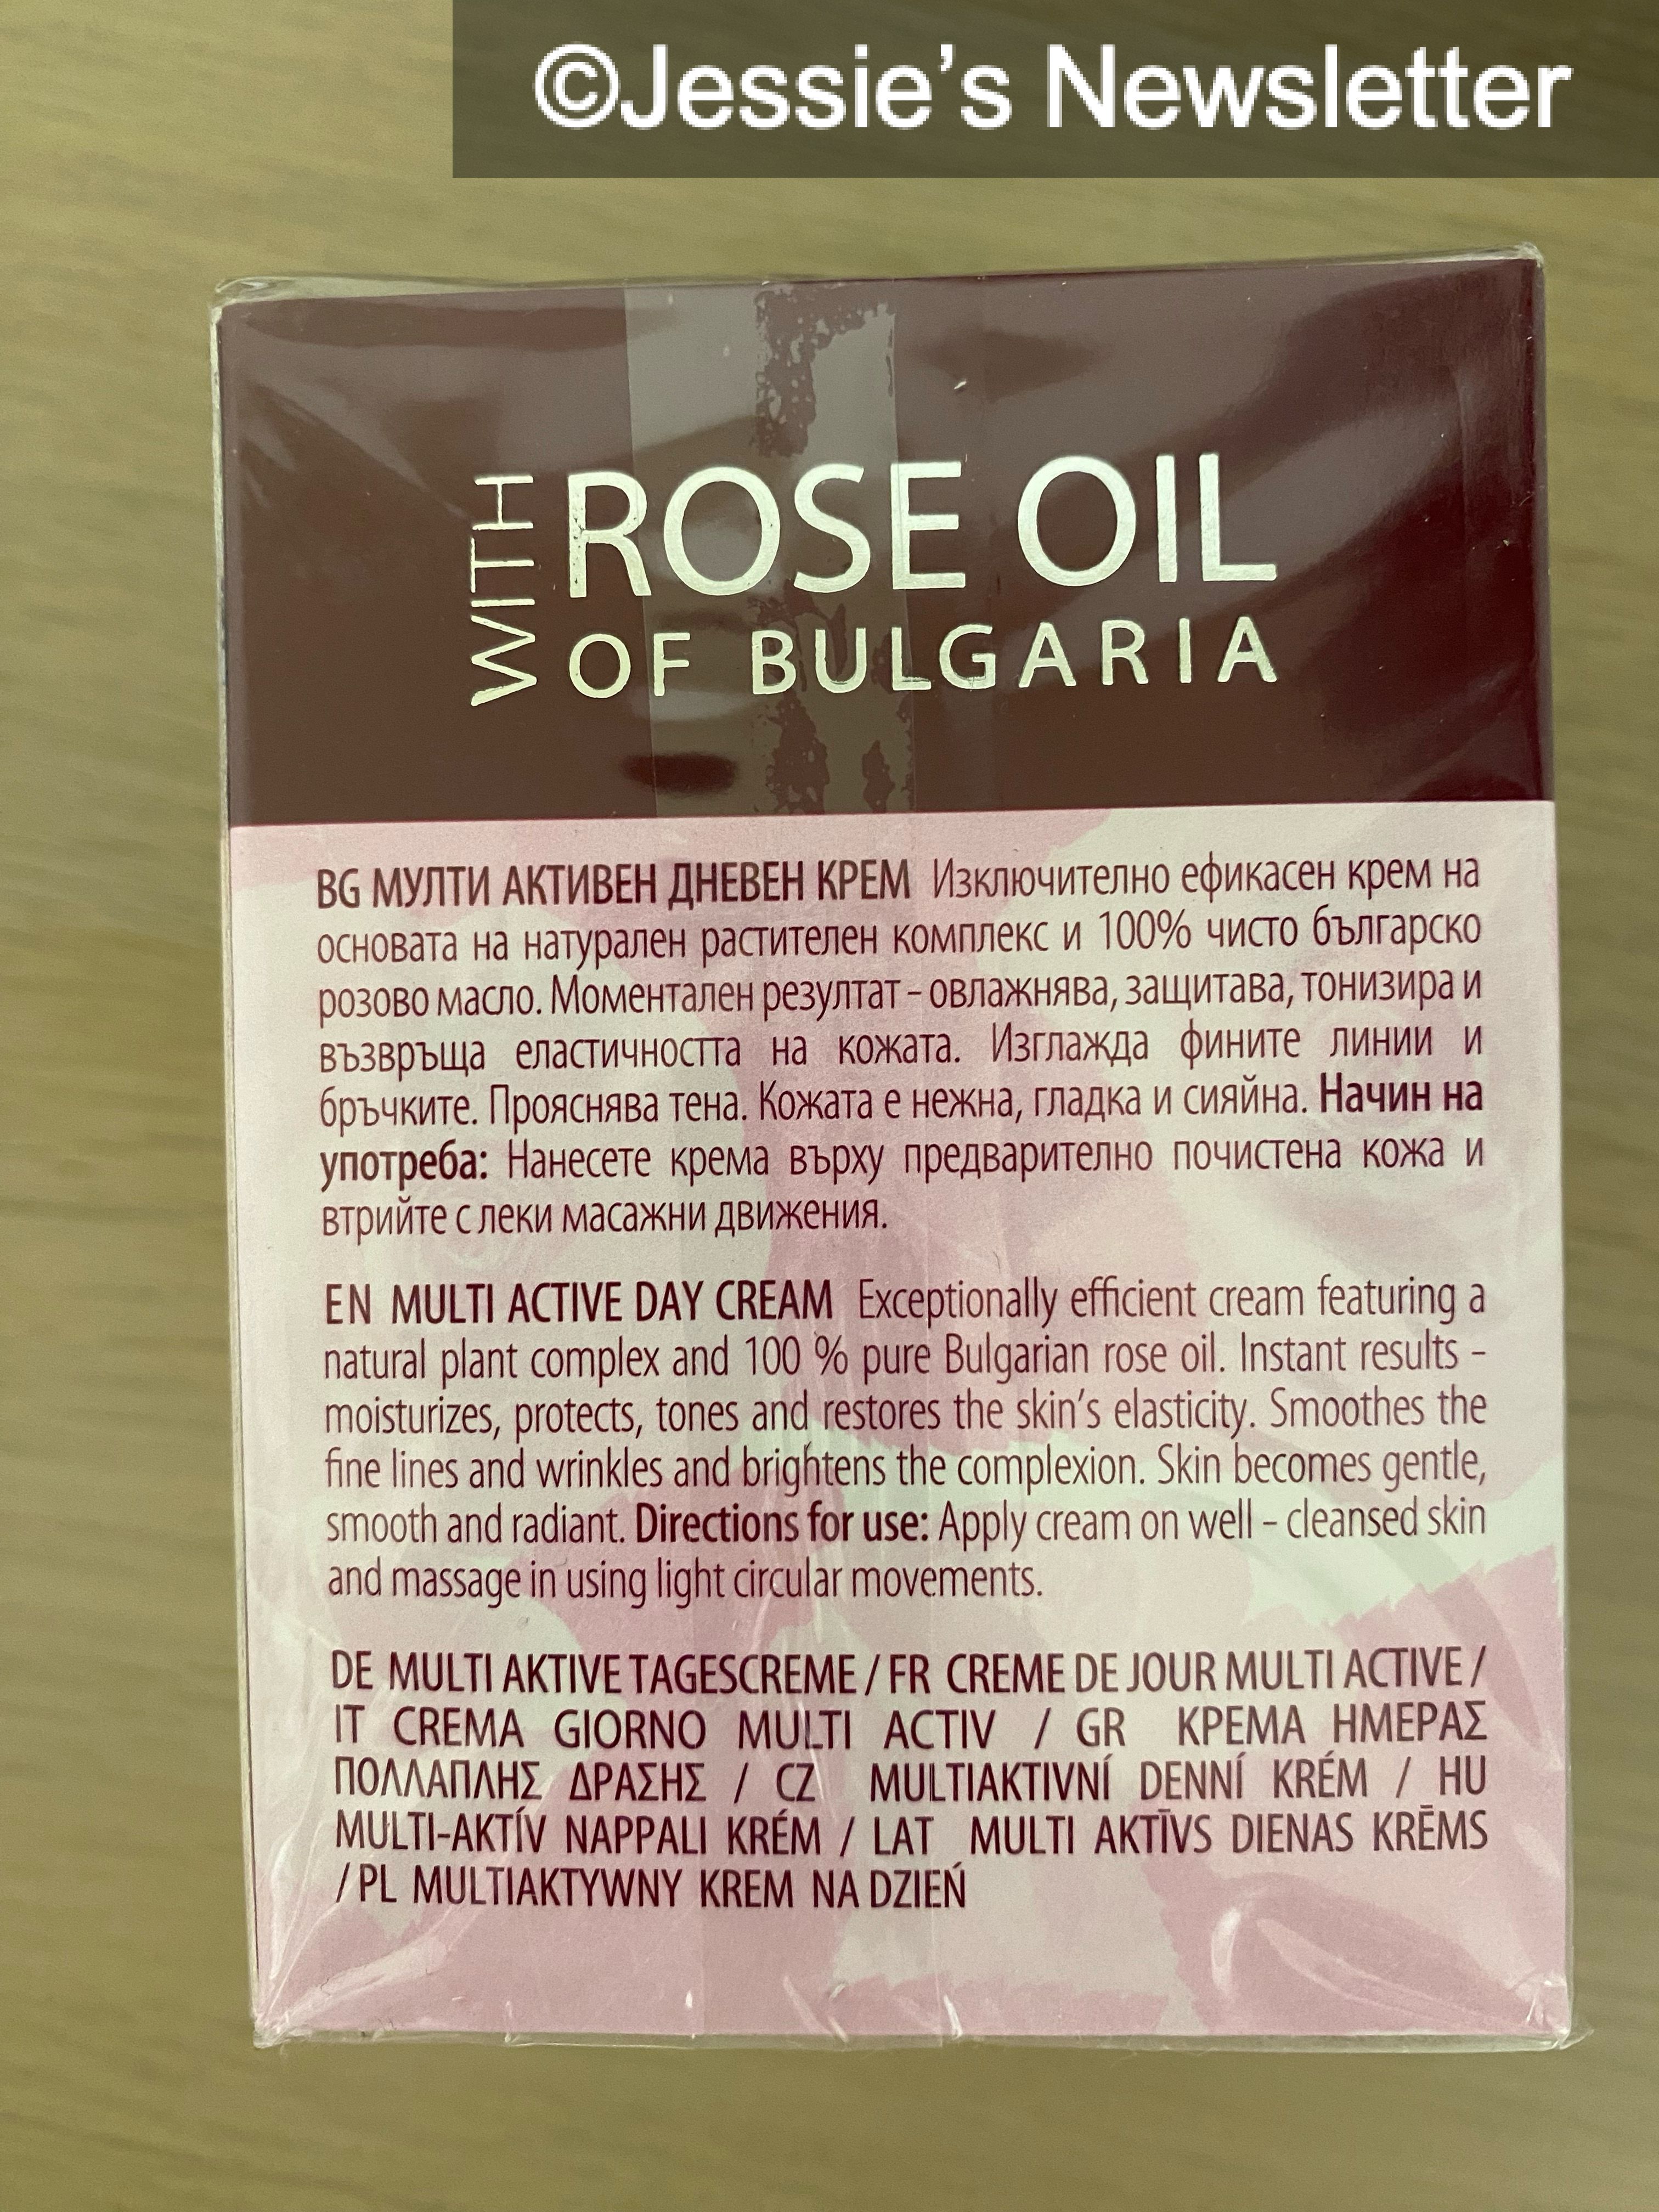 ©Jessie's Newsletter
WITH
ROSE OIL
OF BULGARIA
BG МУЛТИ АКТИВЕН ДНЕВЕН КРЕМ Изключително ефикасен крем на
основата на натурален растителен комплекс и 100% чисто българско
розово масло. Моментален резултат – овлажнява, защитава, тонизира и
възвръща еластичността на кожата. Изглажда фините линии и
бръчките. Прояснява тена. Кожата е нежна, гладка и сияйна. Начин на
употреба: Нанесете крема върху предварително почистена кожа и
втрийте с леки масажни движения.
EN MULTI ACTIVE DAY CREAM Exceptionally efficient cream featuring a
natural plant complex and 100 % pure Bulgarian rose oil. Instant results –
moisturizes, protects, tones and restores the skin's elasticity. Smoothes the
fine lines and wrinkles and brightens the complexion. Skin becomes gentle,
smooth and radiant. Directions for use: Apply cream on well – cleansed skin
and massage in using light circular movements.
DE MULTI AKTIVE TAGESCREME / FR CREME DE JOUR MULTI ACTIVE /
IT CREMA GIORNO MULTI ACTIV / GR ΚΡΕΜΑ ΗΜΕΡΑΣ
ΠΟΛΛΑΠΛΗΣ ΔΡΑΣΗΣ / CZ MULTIAKTIVNÍ DENNÍ KRÉM / HU
MULTI-AKTÍV NAPPALI KRÉM / LAT MULTI AKTĪVS DIENAS KRĒMS
/ PL MULTIAKTYWNY KREM NA DZIEŃ